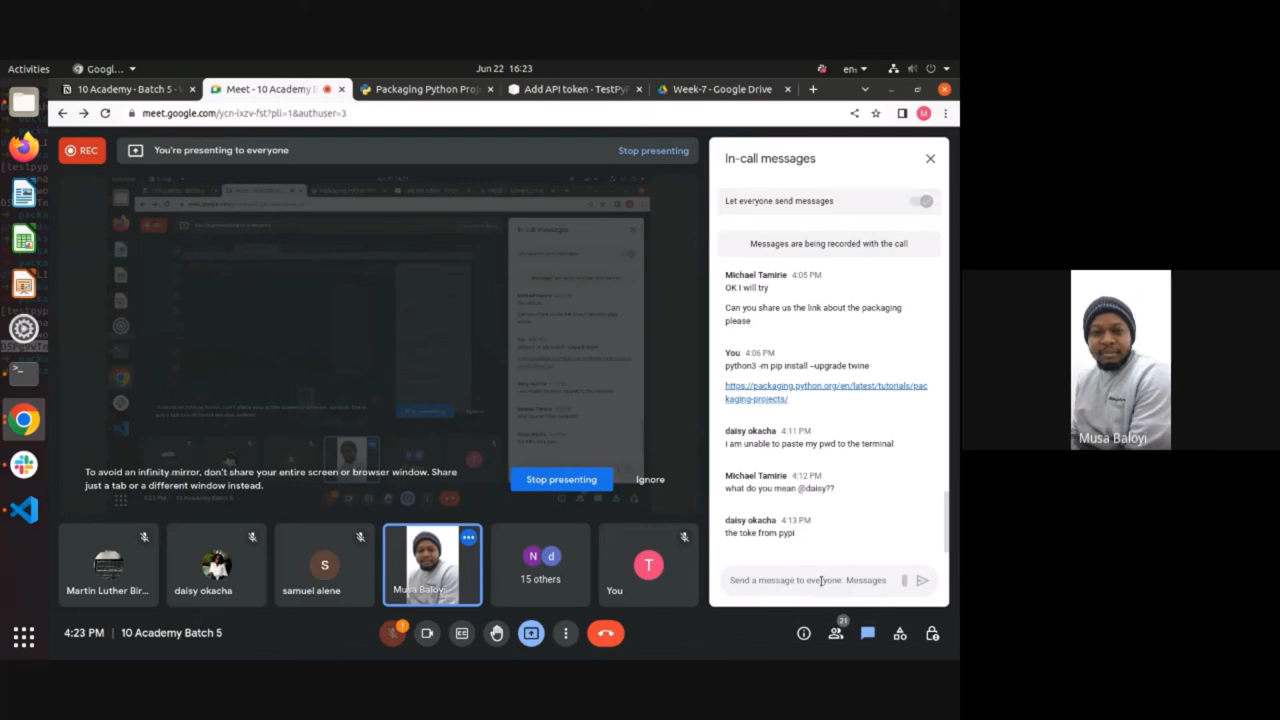 Activities
Googl...
Jun 22 16:23
en₁
10 Academy - Batch 5 -
Meet - 10 Academy
Packaging Python Proj
Add API token · TestPy
Week-7 - Google Drive
meet.google.com/ycn-ixzv-fst?pli=1&authuser=3
M
REC
You're presenting to everyone
Stop presenting
To avoid an infinity mirror, don't share your entire screen or browser window. Share
just a tab or a different window instead.
Stop presenting
Ignore
Martin Luther Bir...
daisy okacha
S
samuel alene
Musa Baloyi
N d
15 others
T
You
4:23 PM | 10 Academy Batch 5
21
In-call messages
Let everyone send messages
Messages are being recorded with the call
Michael Tamirie 4:05 PM
OK I will try
Can you share us the link about the packaging
please
You 4:06 PM
python3 -m pip install --upgrade twine
https://packaging.python.org/en/latest/tutorials/pac
kaging-projects/
daisy okacha 4:11 PM
i am unable to paste my pwd to the terminal
Michael Tamirie 4:12 PM
what do you mean @daisy??
daisy okacha 4:13 PM
the toke from pypi
Send a message to everyone. Messages
Musa Baloyi